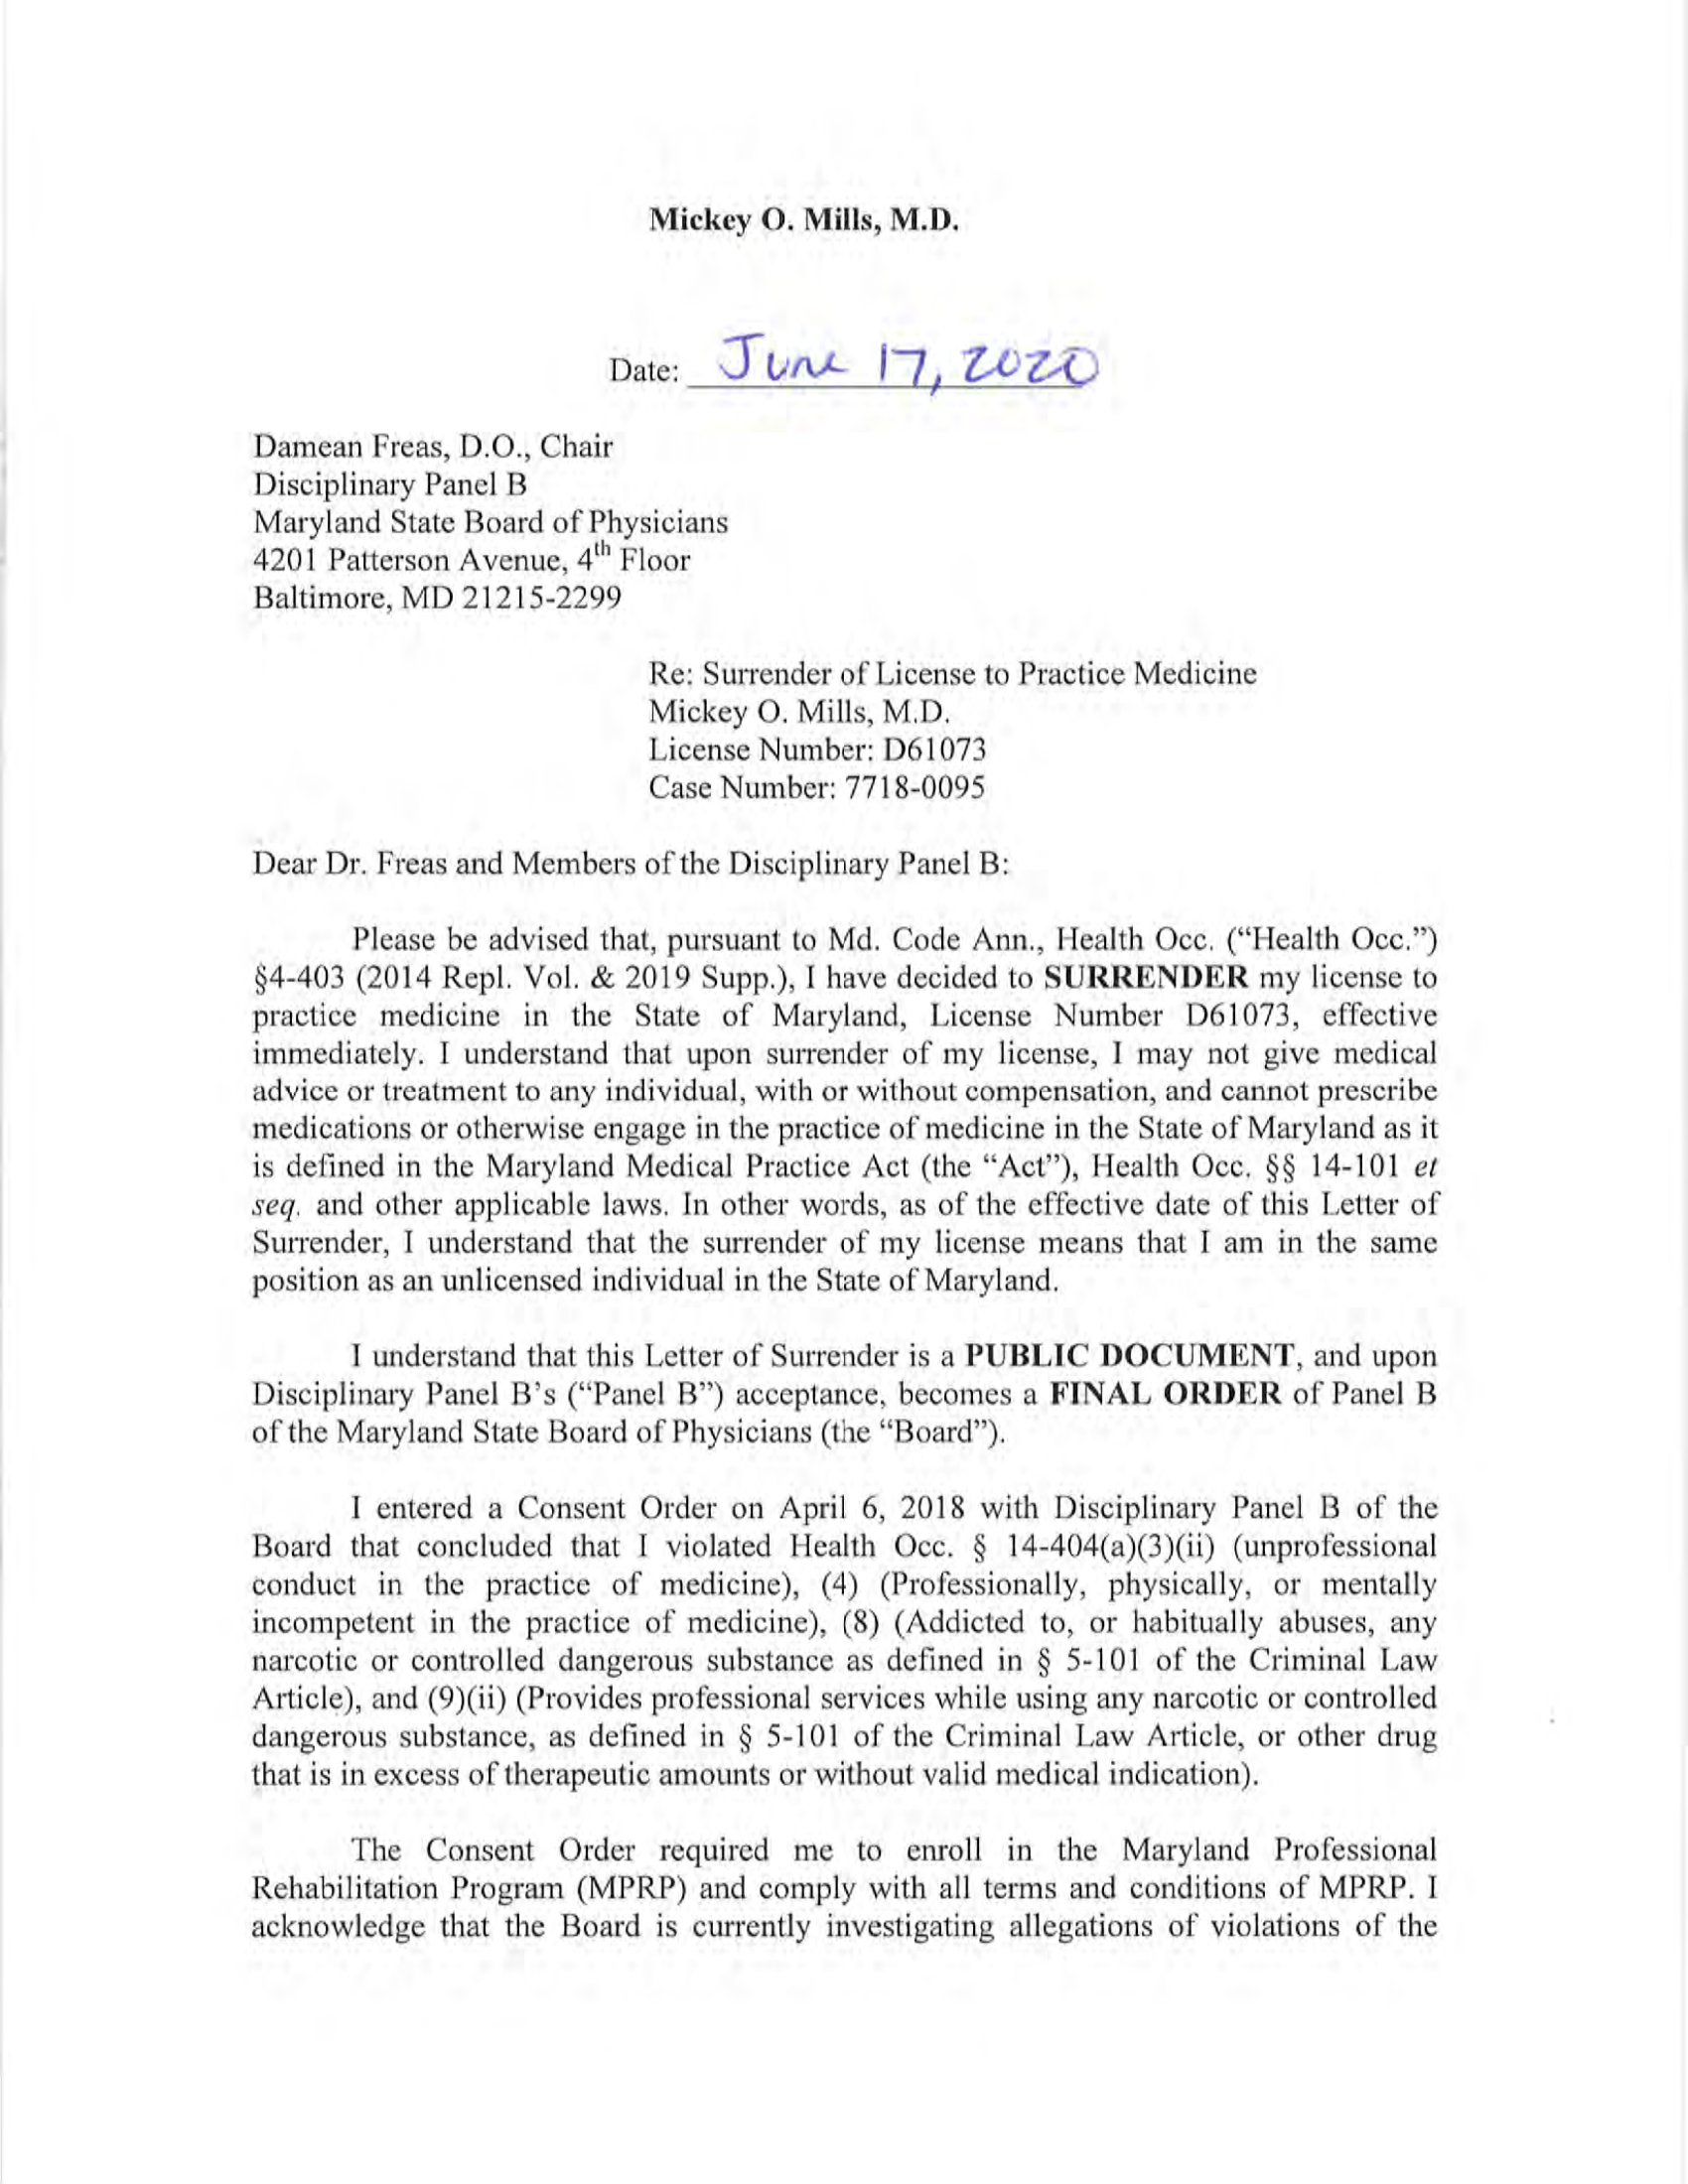 Mickey O. Mills, M.D.
Date: June 17, 2020
Damean Freas, D.O., Chair
Disciplinary Panel B
Maryland State Board of Physicians
4201 Patterson Avenue, 4th Floor
Baltimore, MD 21215-2299
Re: Surrender of License to Practice Medicine
Mickey O. Mills, M.D.
License Number: D61073
Case Number: 7718-0095
Dear Dr. Freas and Members of the Disciplinary Panel B:
Please be advised that, pursuant to Md. Code Ann., Health Occ. (“Health Occ.”)
§4-403 (2014 Repl. Vol. & 2019 Supp.), I have decided to SURRENDER my license to
practice medicine in the State of Maryland, License Number D61073, effective
immediately. I understand that upon surrender of my license, I may not give medical
advice or treatment to any individual, with or without compensation, and cannot prescribe
medications or otherwise engage in the practice of medicine in the State of Maryland as it
is defined in the Maryland Medical Practice Act (the “Act”), Health Occ. §§ 14-101 et
seq. and other applicable laws. In other words, as of the effective date of this Letter of
Surrender, I understand that the surrender of my license means that I am in the same
position as an unlicensed individual in the State of Maryland.
I understand that this Letter of Surrender is a PUBLIC DOCUMENT, and upon
Disciplinary Panel B’s (“Panel B”) acceptance, becomes a FINAL ORDER of Panel B
of the Maryland State Board of Physicians (the “Board”).
I entered a Consent Order on April 6, 2018 with Disciplinary Panel B of the
Board that concluded that I violated Health Occ. § 14-404(a)(3)(ii) (unprofessional
conduct in the practice of medicine), (4) (Professionally, physically, or mentally
incompetent in the practice of medicine), (8) (Addicted to, or habitually abuses, any
narcotic or controlled dangerous substance as defined in § 5-101 of the Criminal Law
Article), and (9)(ii) (Provides professional services while using any narcotic or controlled
dangerous substance, as defined in § 5-101 of the Criminal Law Article, or other drug
that is in excess of therapeutic amounts or without valid medical indication).
The Consent Order required me to enroll in the Maryland Professional
Rehabilitation Program (MPRP) and comply with all terms and conditions of MPRP. I
acknowledge that the Board is currently investigating allegations of violations of the